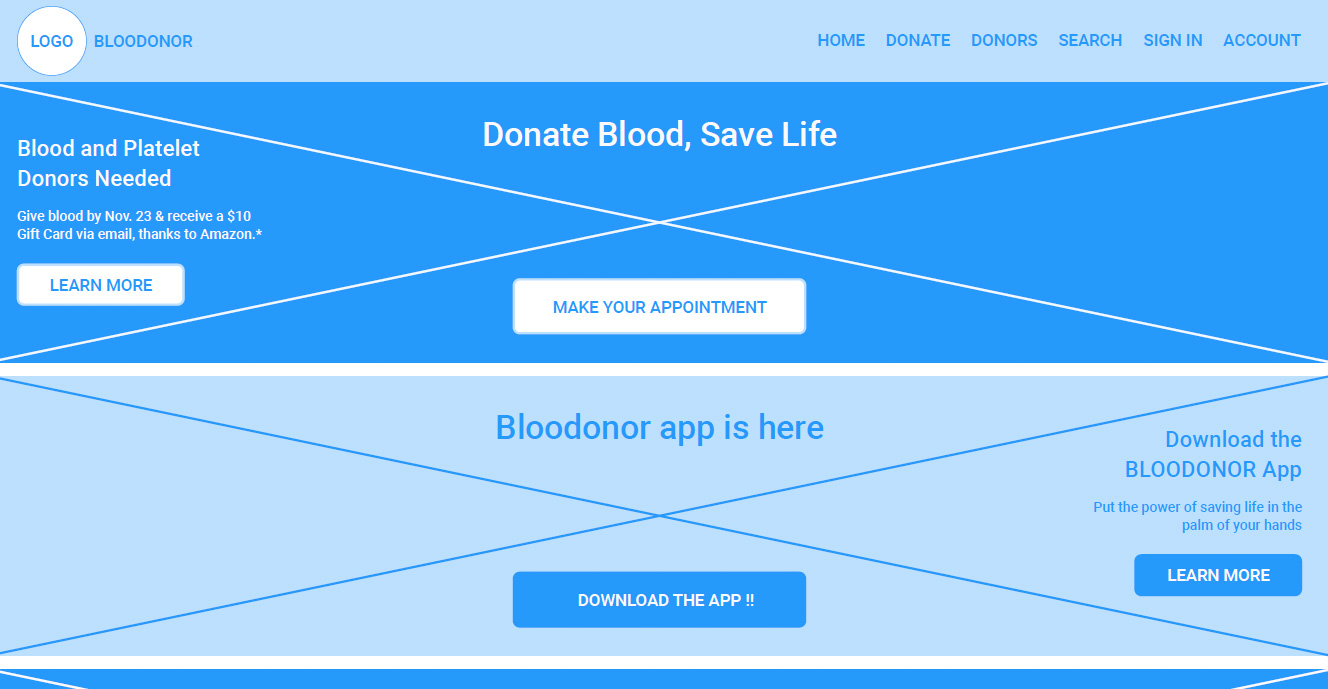 LOGO BLOODONOR HOME DONATE DONORS SEARCH SIGN IN ACCOUNT
Donate Blood, Save Life
Blood and Platelet
Donors Needed
Give blood by Nov. 23 & receive a $10
Gift Card via email, thanks to Amazon.*
LEARN MORE
MAKE YOUR APPOINTMENT
Bloodonor app is here
Download the
BLOODONOR App
Put the power of saving life in the
palm of your hands
LEARN MORE
DOWNLOAD THE APP !!